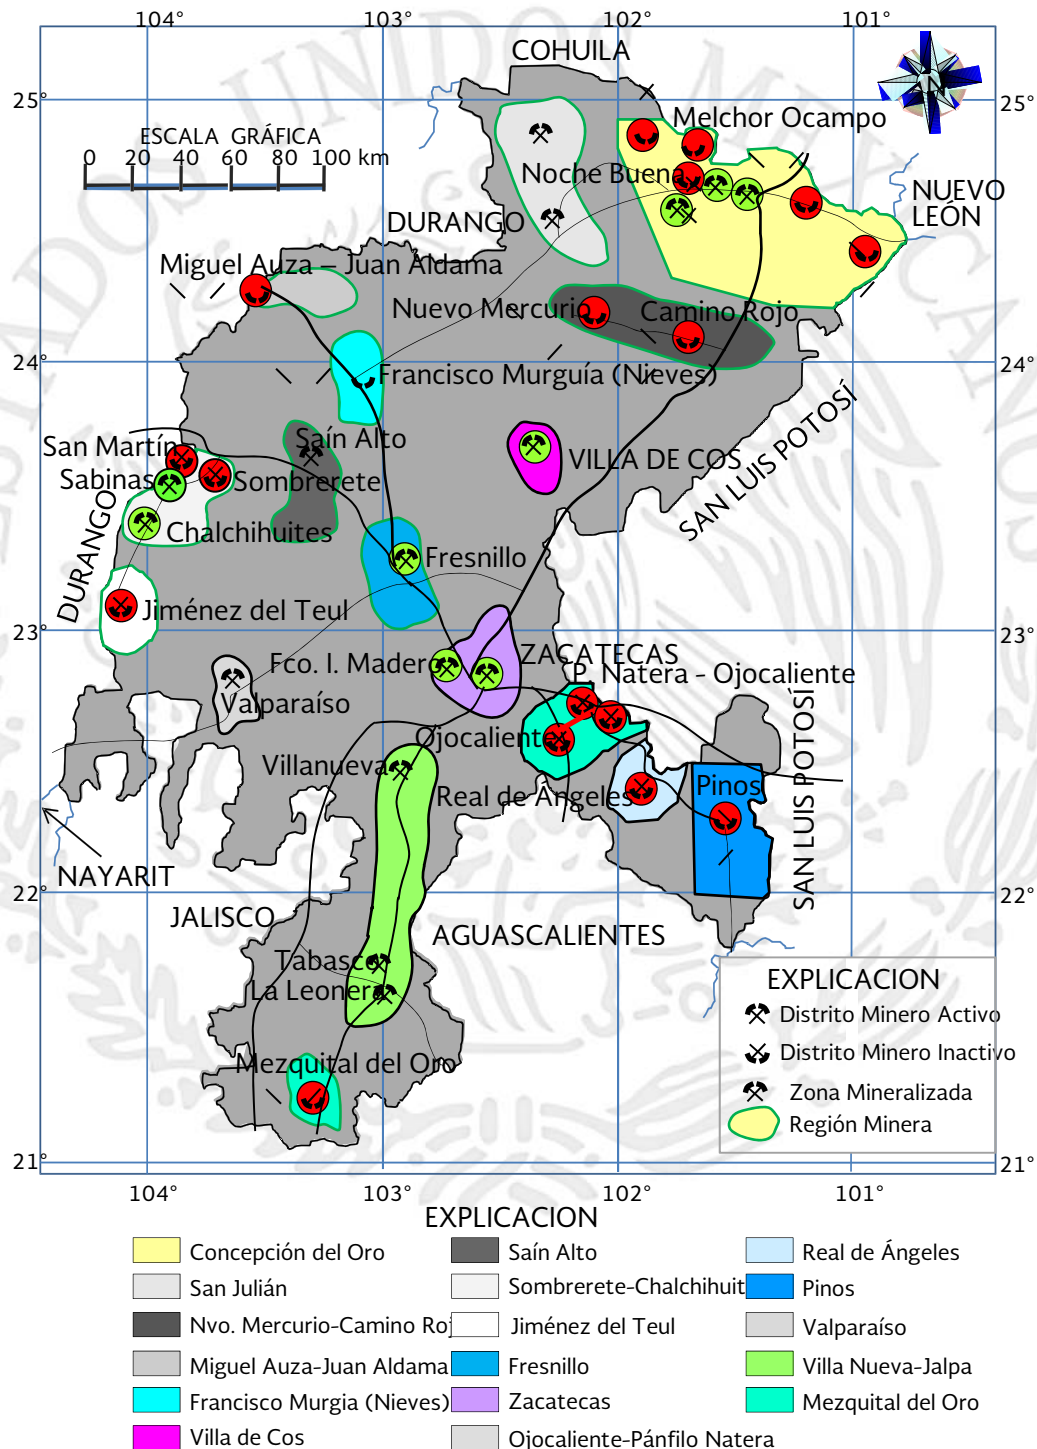 104°
103°
102°
101°
COHUILA
25°
25°
ESCALA GRÁFICA
0 20 40 60 80 100 km
Melchor Ocampo
Noche Buena
NUEVO
LEÓN
DURANGO
Miguel Auza – Juan Áldama
Nuevo Mercurio
Camino Rojo
24°
24°
Francisco Murguía (Nieves)
SAN LUIS POTOSÍ
San Martín
Saín Alto
VILLA DE COS
Sabinas
Sombrerete
DURANGO
Chalchihuites
Fresnillo
Jiménez del Teul
23°
23°
Fco. I. Madero
ZACATECAS
P. Natera - Ojocaliente
Valparaíso
Ojocaliente
SAN LUIS POTOSÍ
Villanueva
Real de Ángeles
Pinos
NAYARIT
22°
22°
JALISCO
AGUASCALIENTES
Tabasco
La Leonera
EXPLICACION
Distrito Minero Activo
Distrito Minero Inactivo
Zona Mineralizada
Región Minera
Mezquital del Oro
21°
21°
104°
103°
102°
101°
EXPLICACION
Concepción del Oro
Saín Alto
Real de Ángeles
San Julián
Sombrerete-Chalchihuit
Pinos
Nvo. Mercurio-Camino Roj
Jiménez del Teul
Valparaíso
Miguel Auza-Juan Aldama
Fresnillo
Villa Nueva-Jalpa
Francisco Murgia (Nieves)
Zacatecas
Mezquital del Oro
Villa de Cos
Ojocaliente-Pánfilo Natera